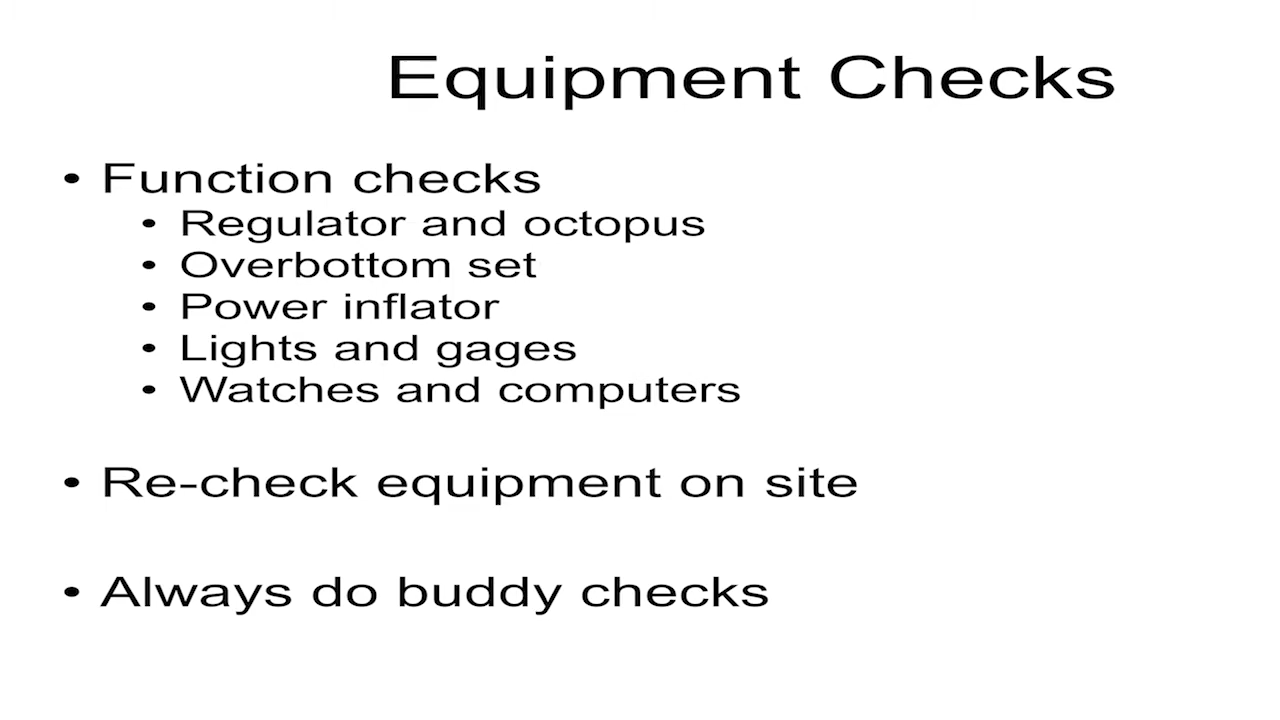 Equipment Checks
• Function checks
• Regulator and octopus
• Overbottom set
• Power inflator
• Lights and gages
• Watches and computers
• Re-check equipment on site
• Always do buddy checks